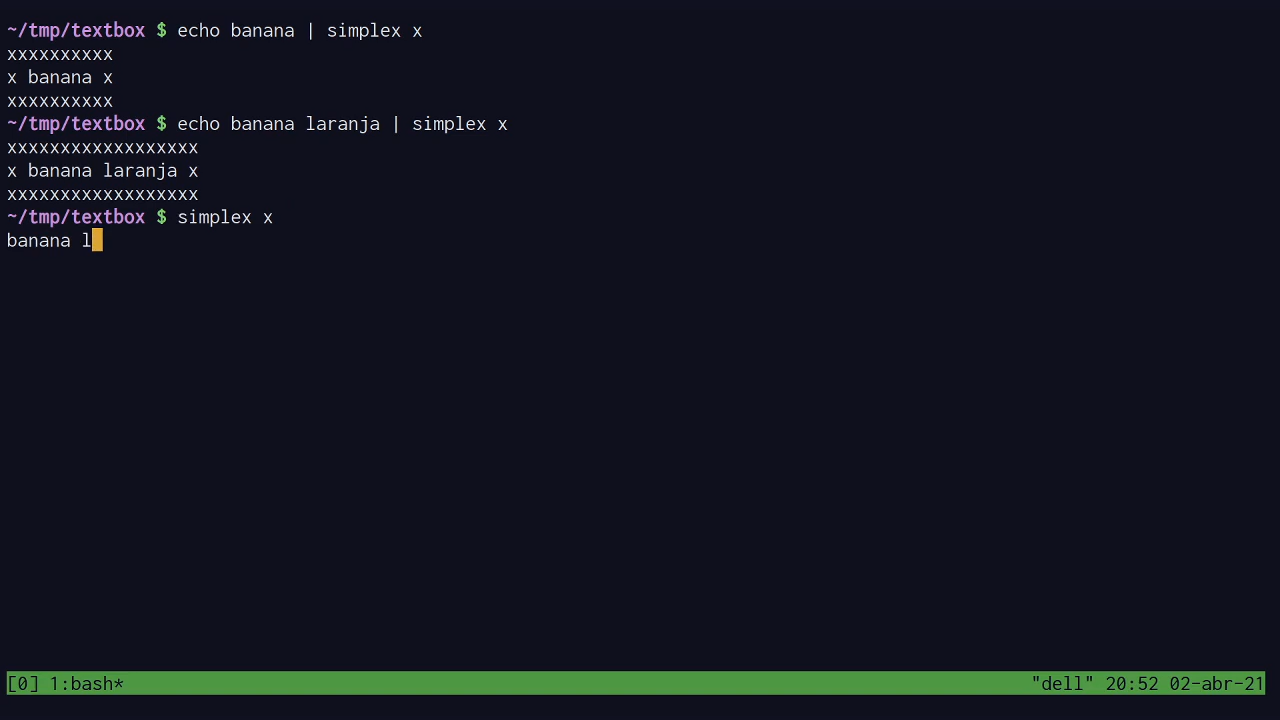 ~/tmp/textbox $ echo banana | simplex x
xxxxxxxxxx
x banana x
xxxxxxxxxx
~/tmp/textbox $ echo banana laranja | simplex x
xxxxxxxxxxxxxxxxxx
x banana laranja x
xxxxxxxxxxxxxxxxxx
~/tmp/textbox $ simplex x
banana l
[0] 1:bash* "dell" 20:52 02-abr-21